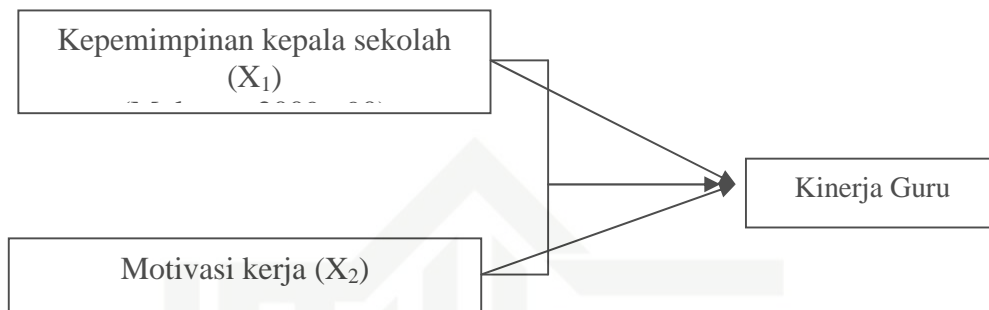 Kepemimpinan kepala sekolah
(X₁)
Kinerja Guru
Motivasi kerja (X₂)